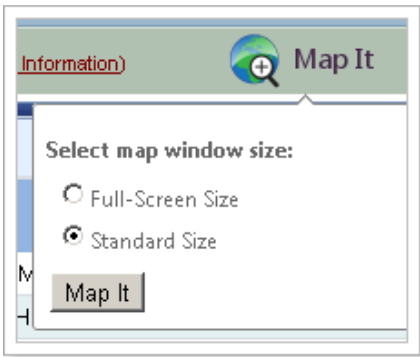 Information)
Map It
Select map window size:
Full-Screen Size
Standard Size
M
Map It
H